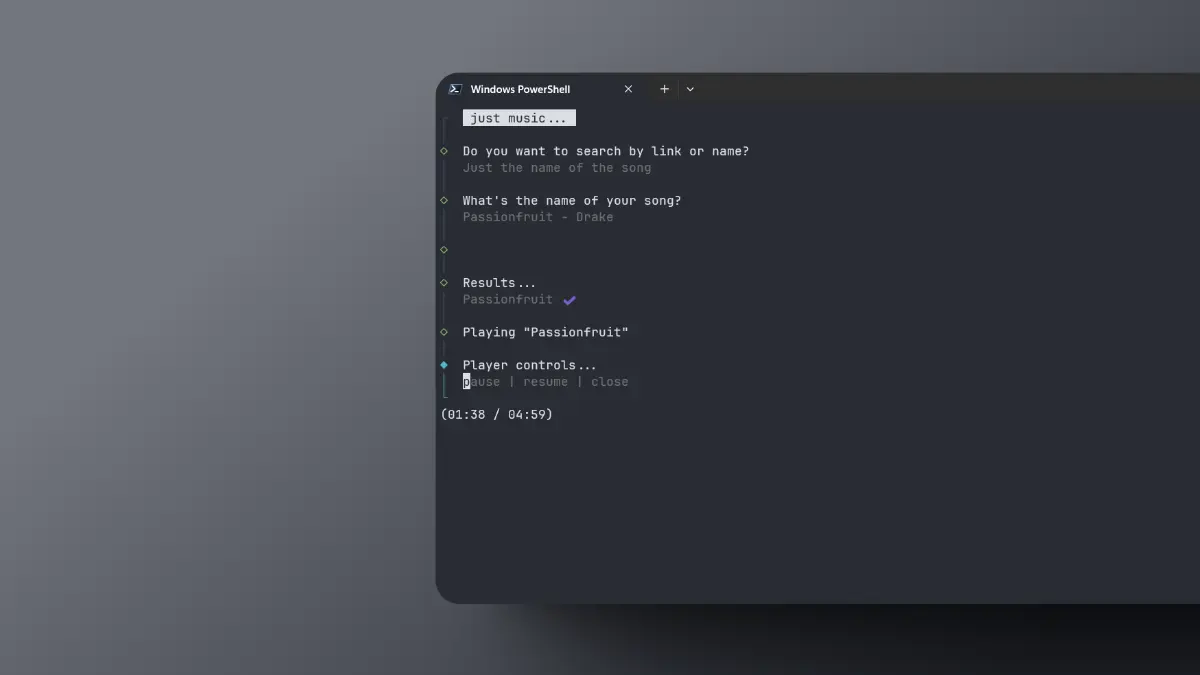 Windows PowerShell
just music...
Do you want to search by link or name?
Just the name of the song
What's the name of your song?
Passionfruit - Drake
Results...
Passionfruit
Playing "Passionfruit"
Player controls...
pause | resume | close
(01:38 / 04:59)